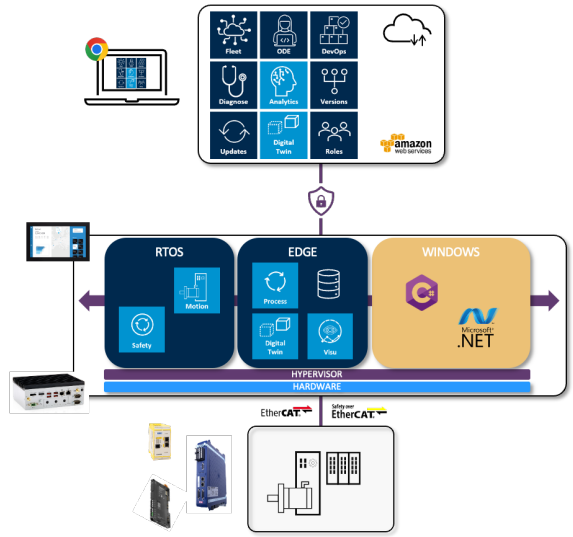 Fleet
ODE
DevOps
Diagnose
Analytics
Versions
Updates
Digital
Twin
Roles
amazon
web services
RTOS
EDGE
WINDOWS
Motion
Process
Safety
Digital
Twin
Visu
Microsoft®
.NET
HYPERVISOR
HARDWARE
EtherCAT.
Safety over
EtherCAT.